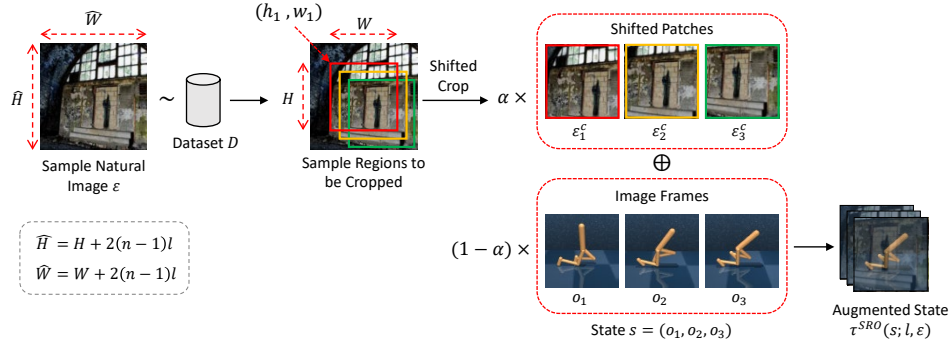 Ŵ
(h₁ , w₁)
W
Ĥ
~
Dataset D
H
Shifted
Crop
α ×
Shifted Patches
ε₁ᶜ
ε₂ᶜ
ε₃ᶜ
Sample Natural
Image ε
Sample Regions to
be Cropped
⊕
Ĥ = H + 2(n − 1)l
Ŵ = W + 2(n − 1)l
(1 − α) ×
Image Frames
o₁
o₂
o₃
State s = (o₁, o₂, o₃)
Augmented State
τ^SRO(s; l, ε)